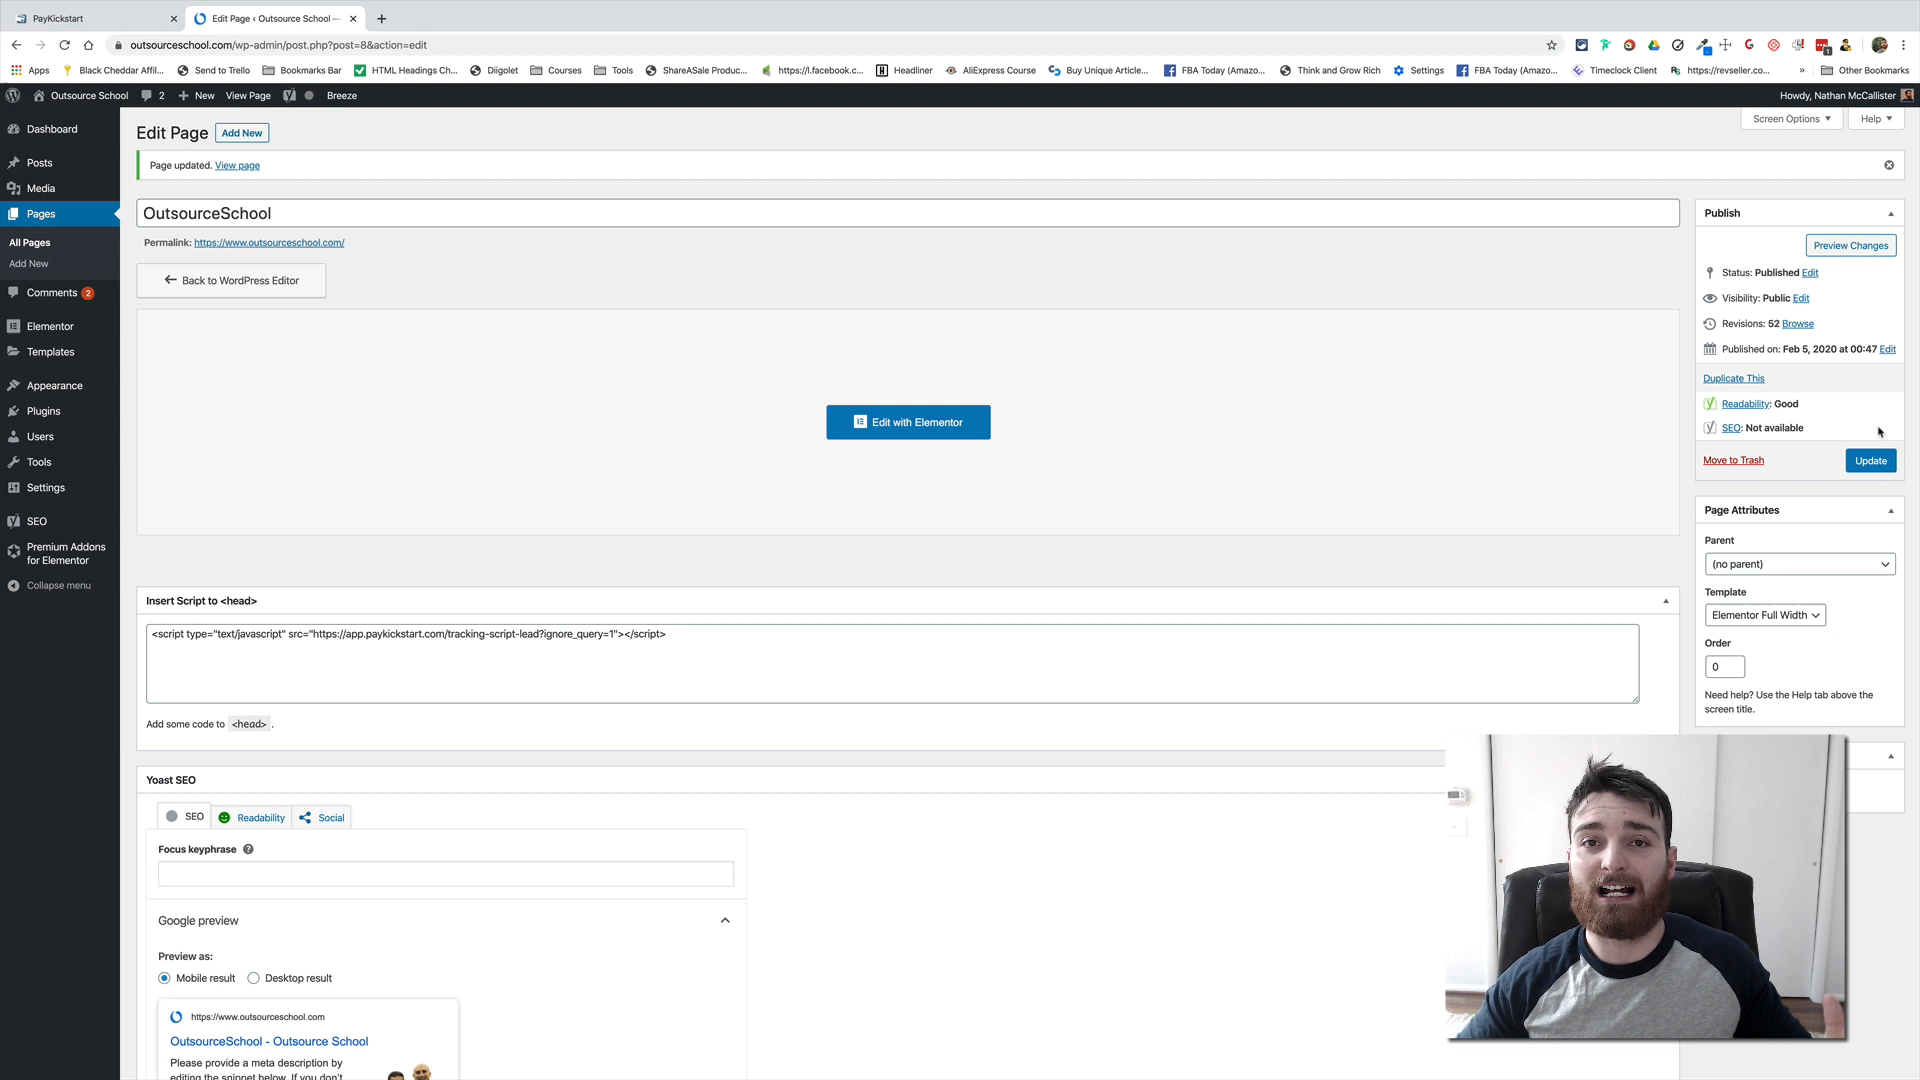 PayKickstart
Edit Page ‹ Outsource School —
outsourceschool.com/wp-admin/post.php?post=8&action=edit
Apps
Black Cheddar Affil...
Send to Trello
Bookmarks Bar
HTML Headings Ch...
Diigolet
Courses
Tools
ShareASale Produc...
https://l.facebook.c...
Headliner
AliExpress Course
Buy Unique Article...
FBA Today (Amazo...
Think and Grow Rich
Settings
FBA Today (Amazo...
Timeclock Client
https://revseller.co...
»
Other Bookmarks
Outsource School
2
New
View Page
Breeze
Howdy, Nathan McCallister
Dashboard
Posts
Media
Pages
All Pages
Add New
Comments 2
Elementor
Templates
Appearance
Plugins
Users
Tools
Settings
SEO
Premium Addons
for Elementor
Collapse menu
Screen Options
Help
Edit Page
Add New
Page updated. View page
OutsourceSchool
Permalink: https://www.outsourceschool.com/
Back to WordPress Editor
Edit with Elementor
Insert Script to <head>
<script type="text/javascript" src="https://app.paykickstart.com/tracking-script-lead?ignore_query=1"></script>
Add some code to <head> .
Yoast SEO
SEO
Readability
Social
Focus keyphrase
Google preview
Preview as:
Mobile result
Desktop result
https://www.outsourceschool.com
OutsourceSchool - Outsource School
Please provide a meta description by
editing the snippet below. If you don't
Publish
Preview Changes
Status: Published Edit
Visibility: Public Edit
Revisions: 52 Browse
Published on: Feb 5, 2020 at 00:47 Edit
Duplicate This
Readability: Good
SEO: Not available
Move to Trash
Update
Page Attributes
Parent
(no parent)
Template
Elementor Full Width
Order
0
Need help? Use the Help tab above the
screen title.